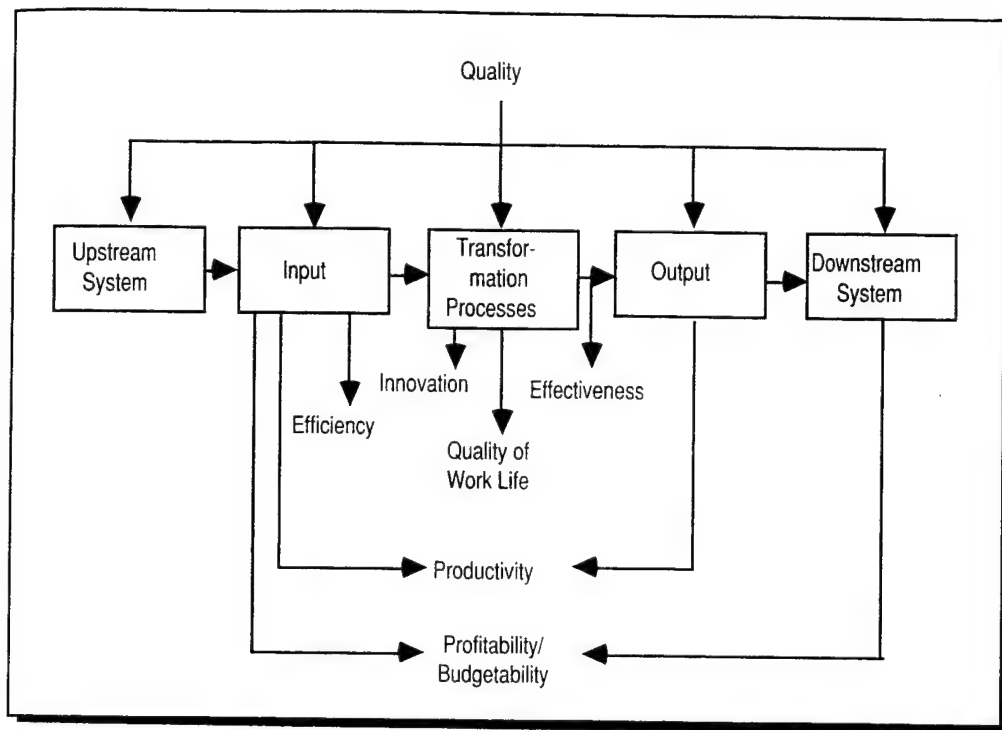 Quality
Upstream
System
Input
Transfor-
mation
Processes
Output
Downstream
System
Innovation
Effectiveness
Efficiency
Quality of
Work Life
Productivity
Profitability/
Budgetability